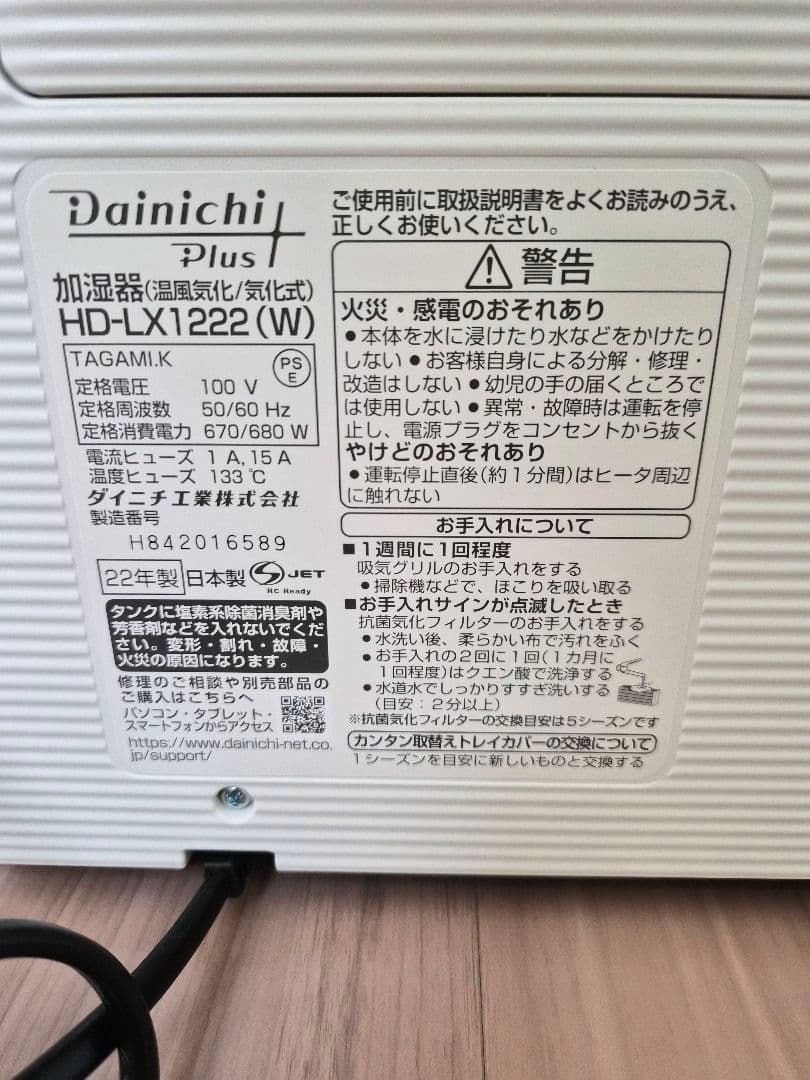 Dainichi
Plus
加湿器(温風気化/気化式)
HD-LX1222(W)
TAGAMI.K
PS
E
定格電圧 100 V
定格周波数 50/60 Hz
定格消費電力 670/680 W
電流ヒューズ 1 A,15 A
温度ヒューズ 133 ℃
ダイニチ工業株式会社
製造番号
H842016589
22年製 日本製 JET
RC Ready
タンクに塩素系除菌消臭剤や
芳香剤などを入れないでくだ
さい。変形・割れ・故障・
火災の原因になります。
修理のご相談や別売部品の
ご購入はこちらへ
パソコン・タブレット・
スマートフォンからアクセス
https://www.dainichi-net.co.
jp/support/
ご使用前に取扱説明書をよくお読みのうえ、
正しくお使いください。
警告
火災・感電のおそれあり
●本体を水に浸けたり水などをかけたり
しない ●お客様自身による分解・修理・
改造はしない ●幼児の手の届くところで
は使用しない ●異常・故障時は運転を停
止し、電源プラグをコンセントから抜く
やけどのおそれあり
●運転停止直後(約1分間)はヒータ周辺
に触れない
お手入れについて
■1週間に1回程度
吸気グリルのお手入れをする
●掃除機などで、ほこりを吸い取る
■お手入れサインが点滅したとき
抗菌気化フィルターのお手入れをする
●水洗い後、柔らかい布で汚れをふく
●お手入れの2回に1回(1カ月に
1回程度)はクエン酸で洗浄する
●水道水でしっかりすすぎ洗いする
(目安:2分以上)
※抗菌気化フィルターの交換目安は5シーズンです
カンタン取替えトレイカバーの交換について
1シーズンを目安に新しいものと交換する